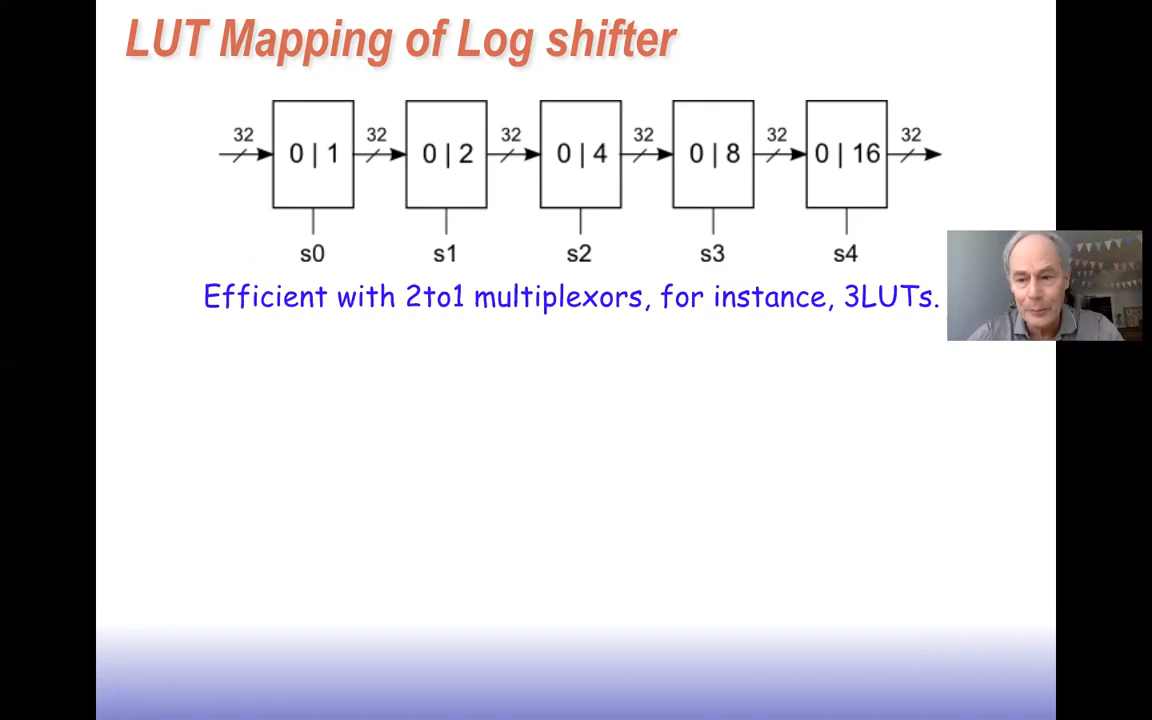 LUT Mapping of Log shifter
32 32 32 32 32 32
0 | 1 0 | 2 0 | 4 0 | 8 0 | 16
s0 s1 s2 s3 s4
Efficient with 2to1 multiplexors, for instance, 3LUTs.